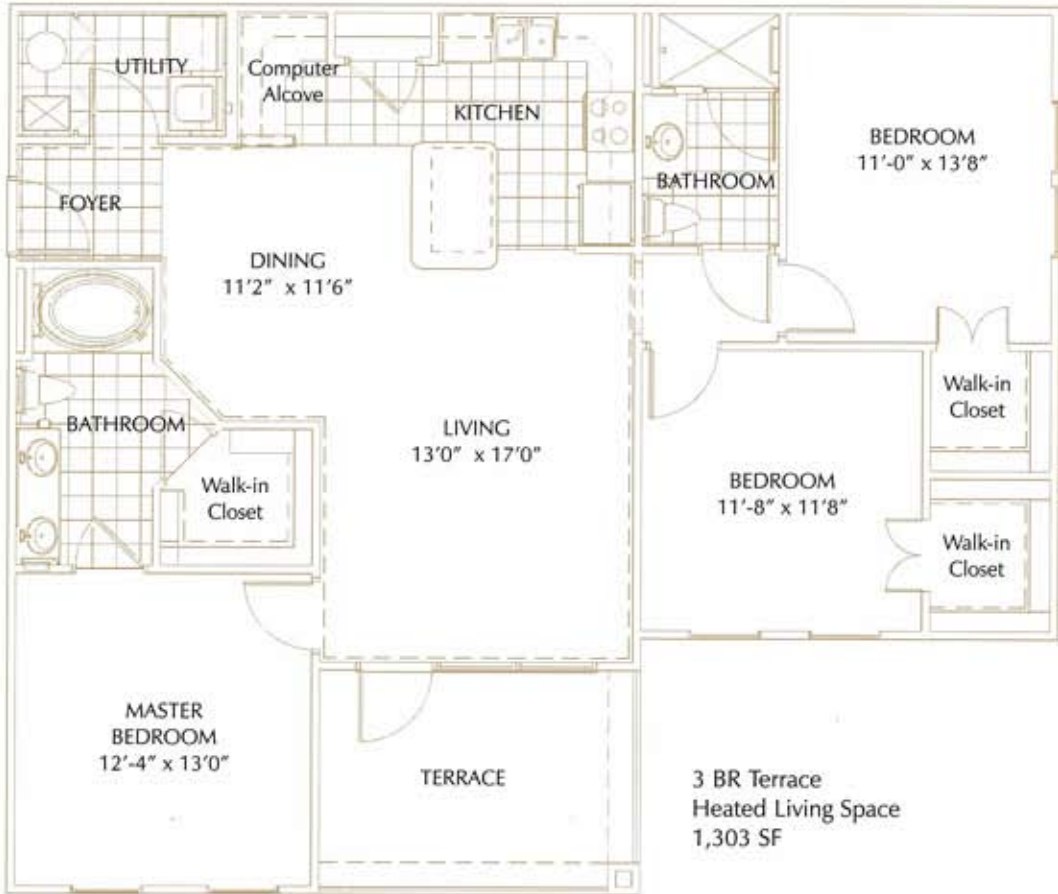 UTILITY
Computer
Alcove
KITCHEN
BEDROOM
11'-0" x 13'8"
BATHROOM
FOYER
DINING
11'2" x 11'6"
Walk-in
Closet
BATHROOM
LIVING
13'0" x 17'0"
BEDROOM
11'-8" x 11'8"
Walk-in
Closet
Walk-in
Closet
MASTER
BEDROOM
12'-4" x 13'0"
TERRACE
3 BR Terrace
Heated Living Space
1,303 SF